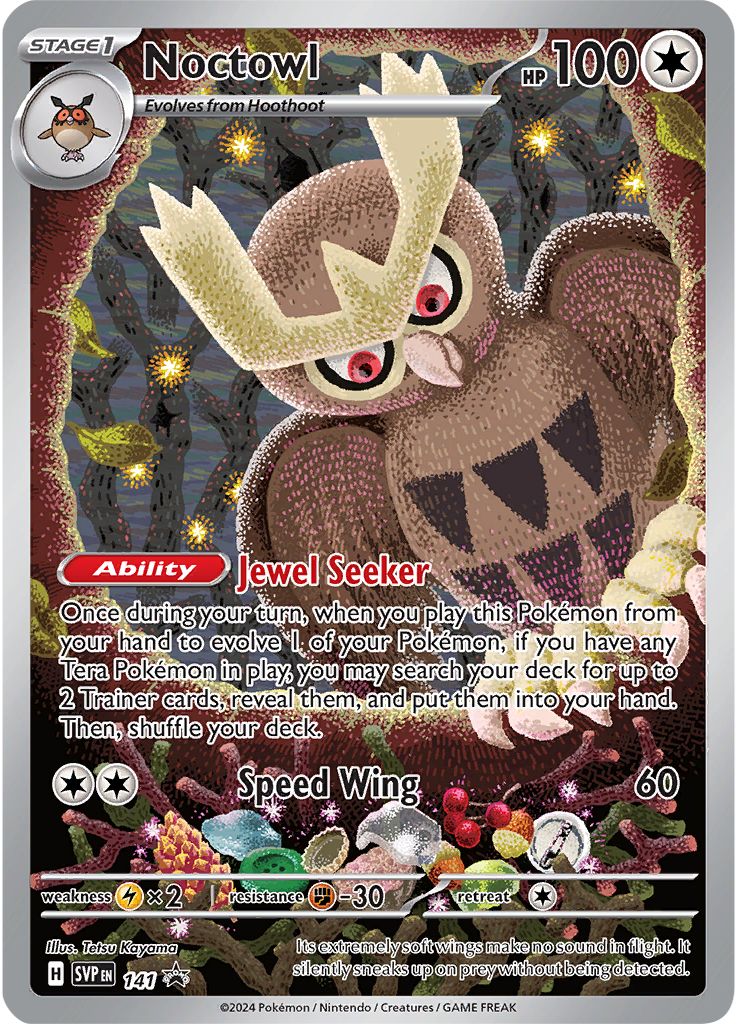 STAGE1
Noctowl
HP 100
Evolves from Hoothoot
Ability Jewel Seeker
Once during your turn, when you play this Pokémon from
your hand to evolve 1 of your Pokémon, if you have any
Tera Pokémon in play, you may search your deck for up to
2 Trainer cards, reveal them, and put them into your hand.
Then, shuffle your deck.
Speed Wing 60
weakness ×2 resistance -30 retreat
Illus. Tetsu Kayama
Its extremely soft wings make no sound in flight. It
silently sneaks up on prey without being detected.
H SVP EN 141
©2024 Pokémon / Nintendo / Creatures / GAME FREAK